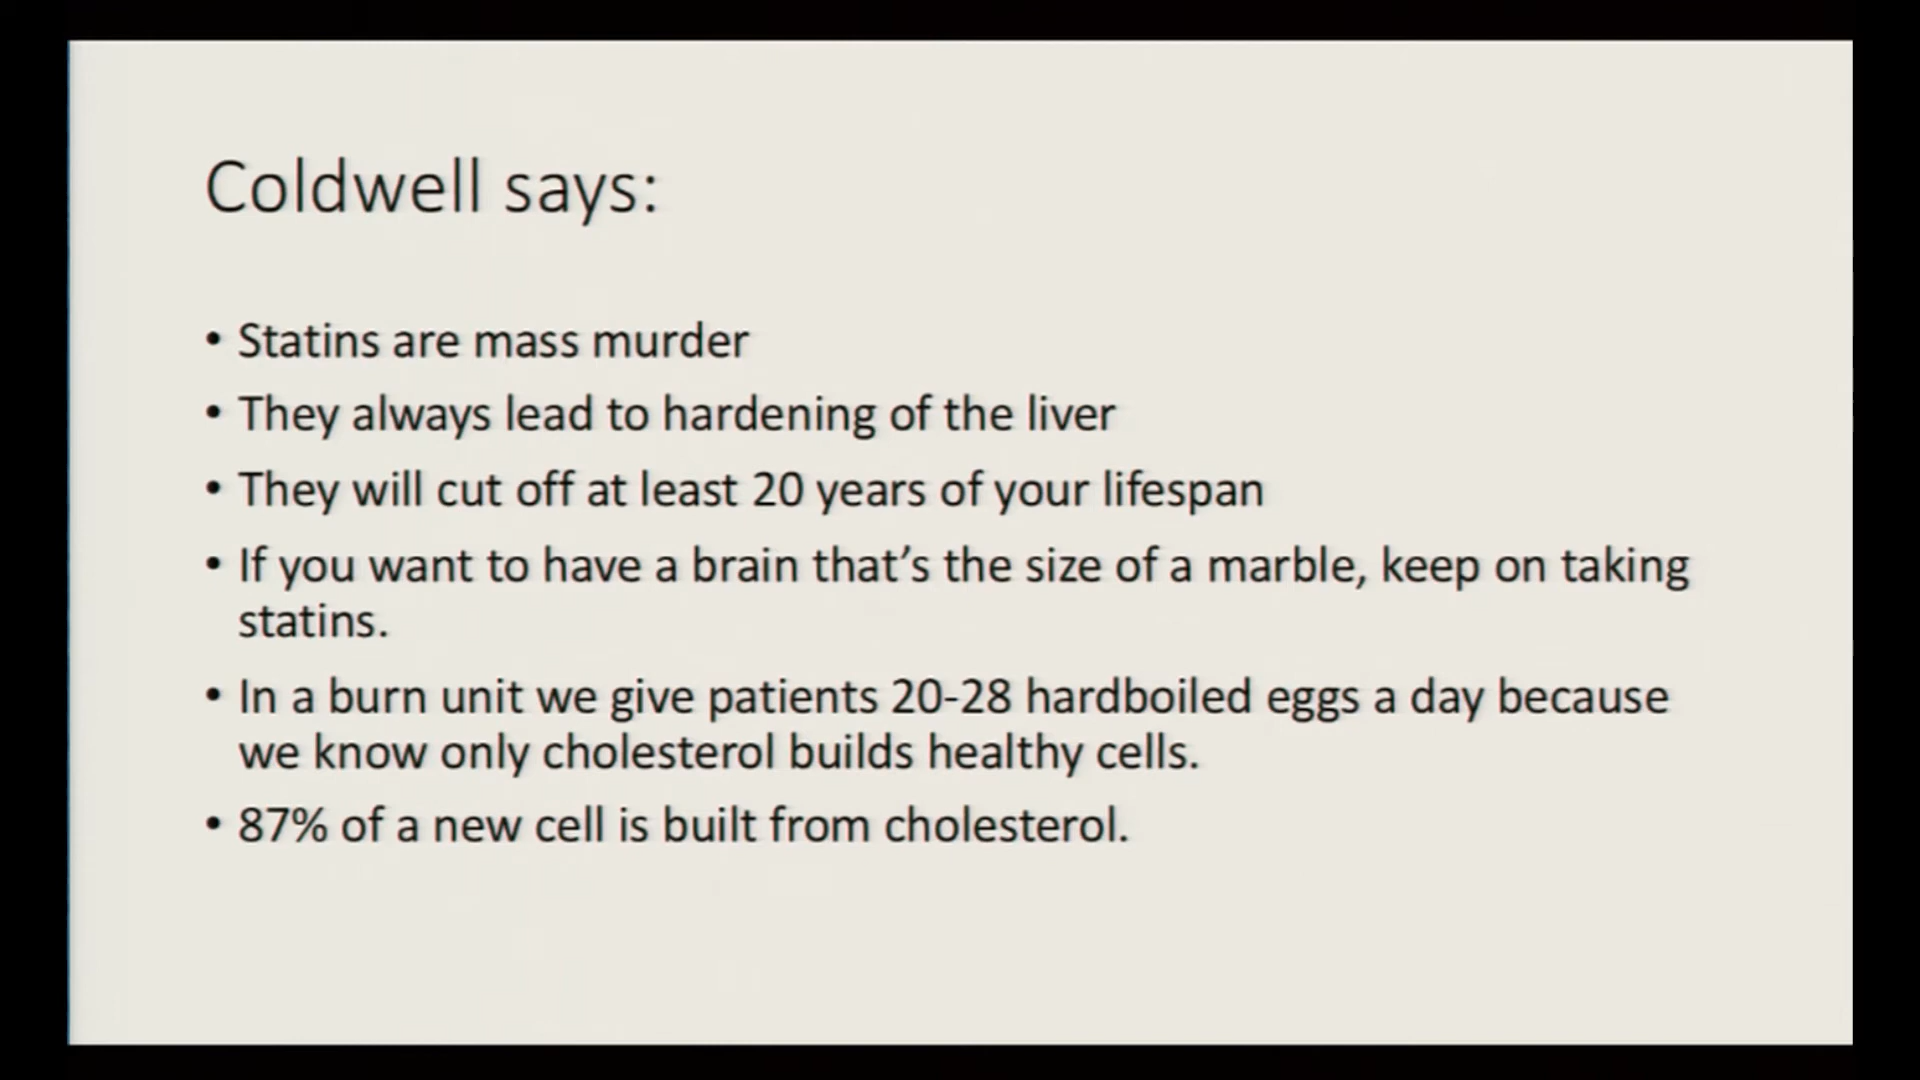 Coldwell says:
• Statins are mass murder
• They always lead to hardening of the liver
• They will cut off at least 20 years of your lifespan
• If you want to have a brain that’s the size of a marble, keep on taking
statins.
• In a burn unit we give patients 20-28 hardboiled eggs a day because
we know only cholesterol builds healthy cells.
• 87% of a new cell is built from cholesterol.